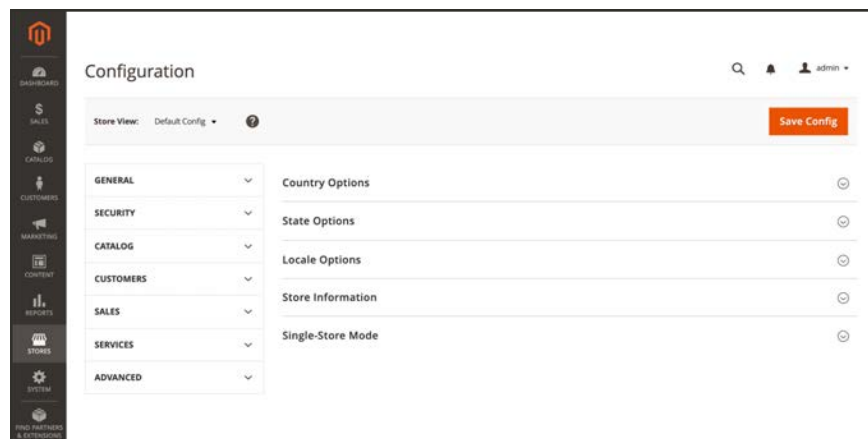 Configuration
admin
Store View: Default Config
Save Config
DASHBOARD
SALES
CATALOG
CUSTOMERS
MARKETING
CONTENT
REPORTS
STORES
SYSTEM
FIND PARTNERS
& EXTENSIONS
GENERAL
SECURITY
CATALOG
CUSTOMERS
SALES
SERVICES
ADVANCED
Country Options
State Options
Locale Options
Store Information
Single-Store Mode